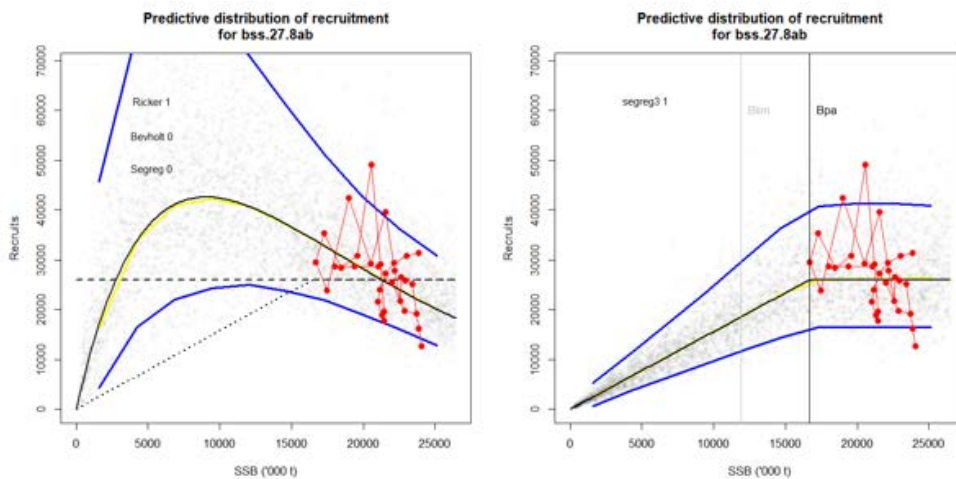 Predictive distribution of recruitment
for bss.27.8ab
70000
60000
50000
40000
30000
20000
10000
0
Recruits
Ricker 1
Bevholt 0
Segreg 0
0
5000
10000
15000
20000
25000
SSB ('000 t)
Predictive distribution of recruitment
for bss.27.8ab
70000
60000
50000
40000
30000
20000
10000
0
Recruits
segreg3 1
Blim
Bpa
0
5000
10000
15000
20000
25000
SSB ('000 t)